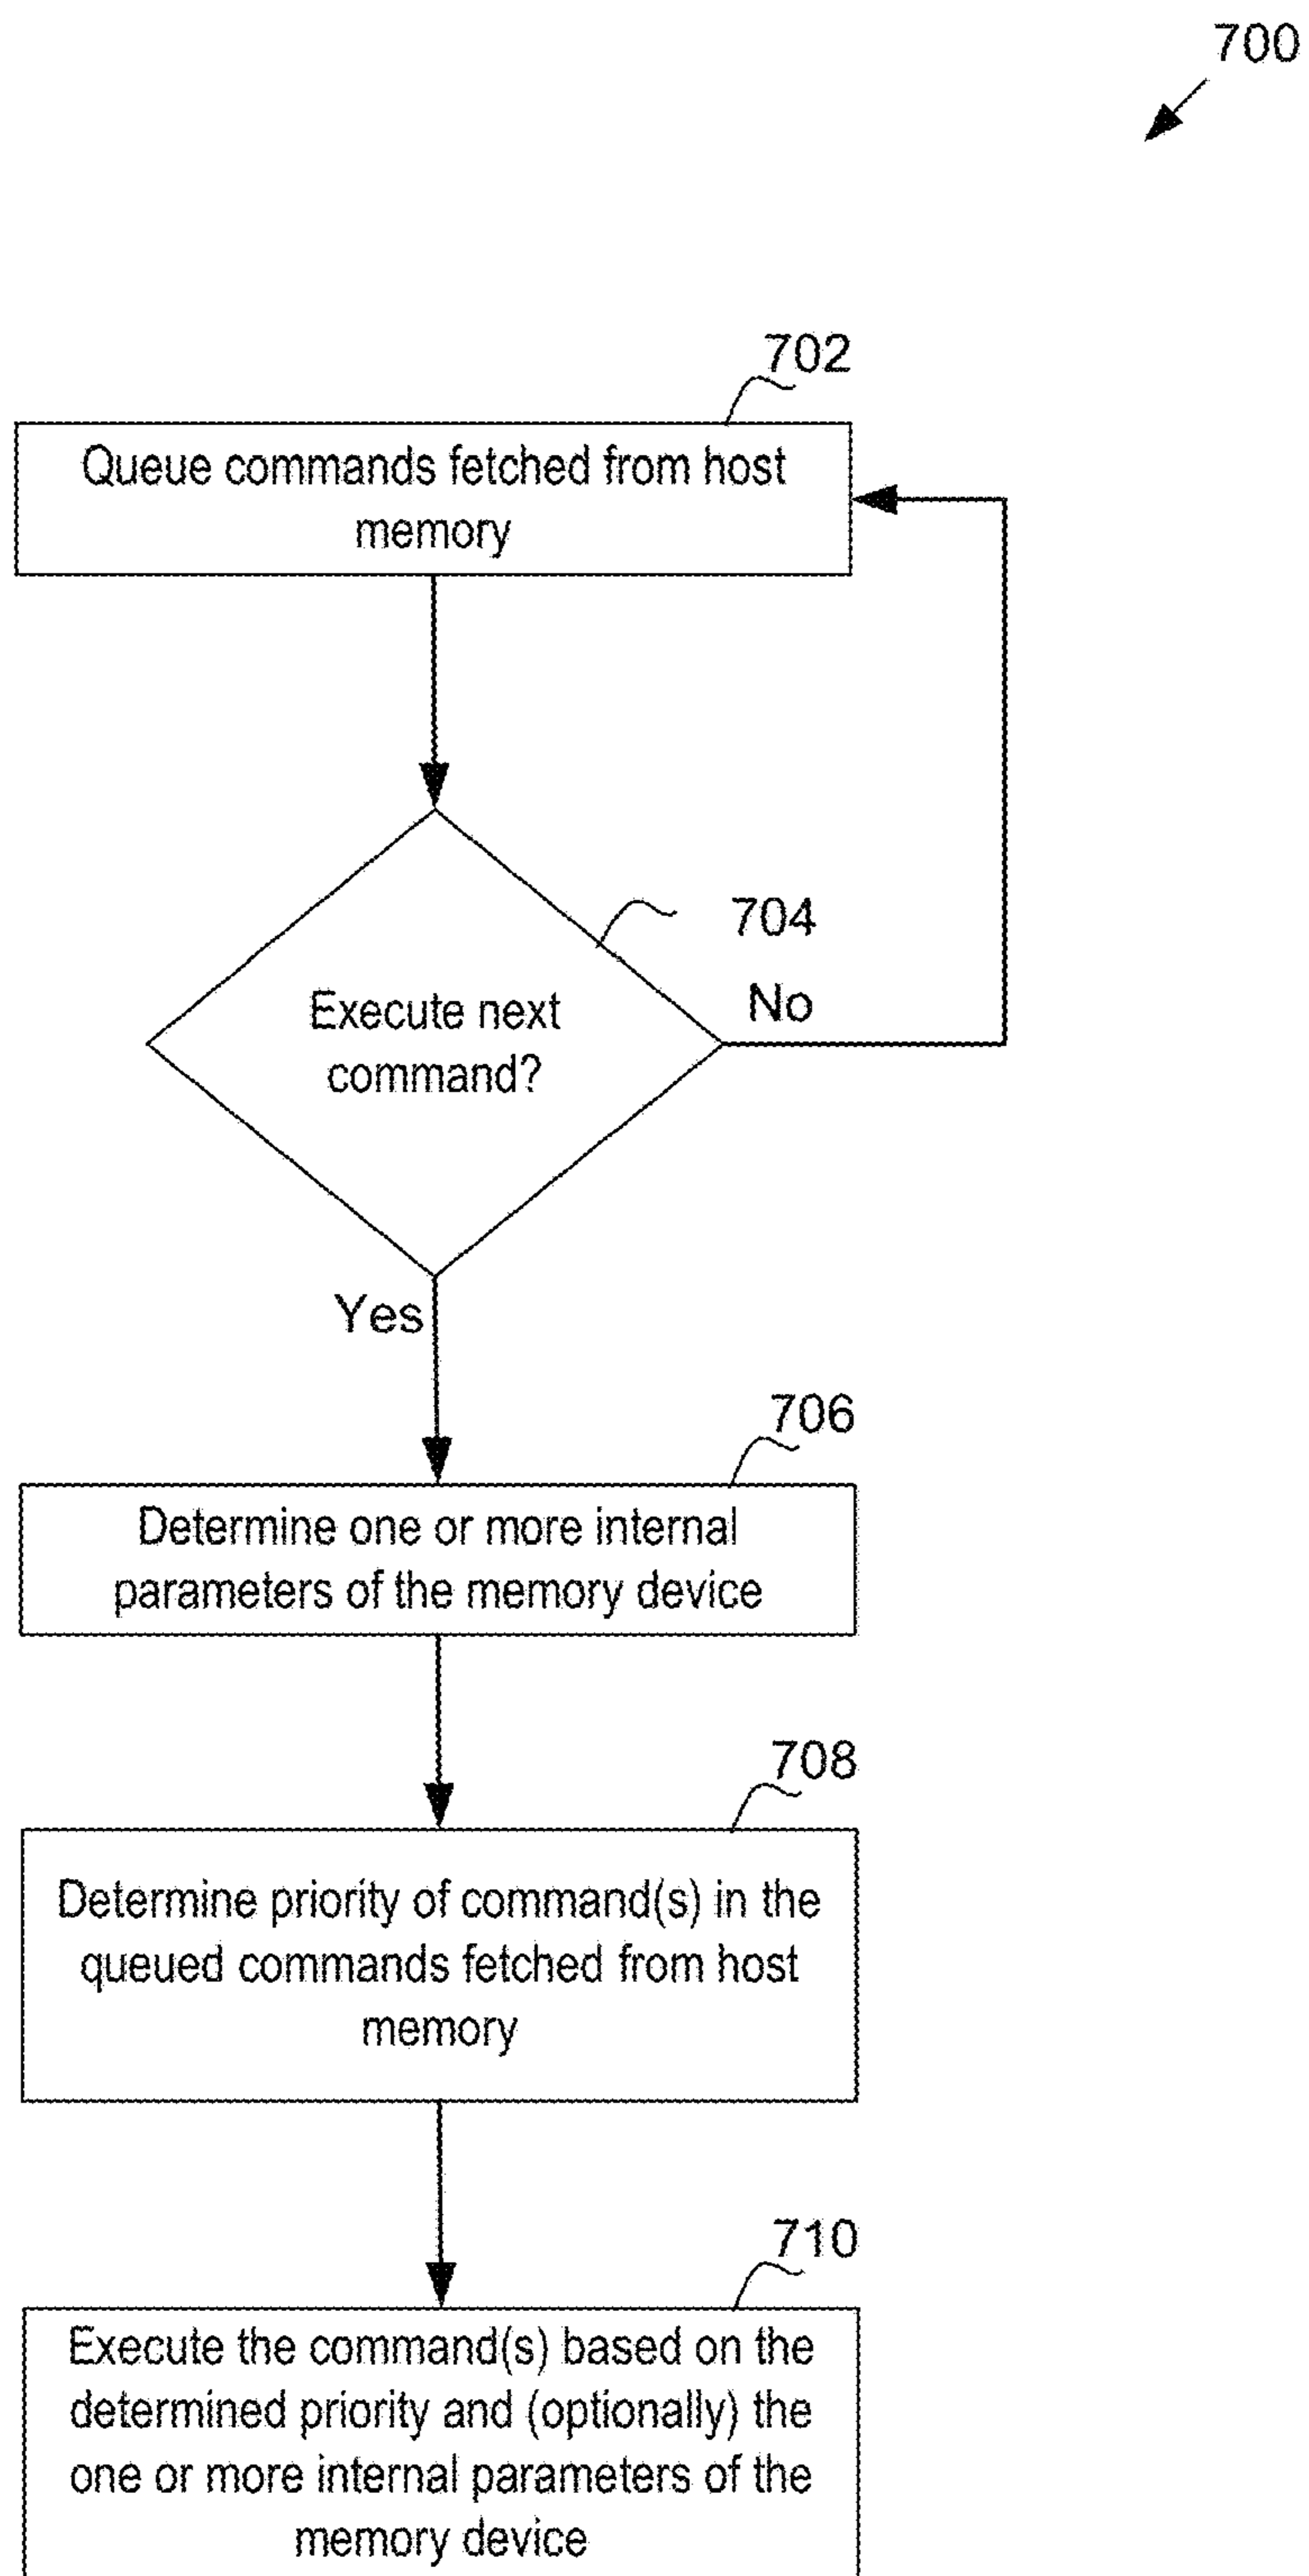 700
702
Queue commands fetched from host
memory
704
Execute next
command?
No
Yes
706
Determine one or more internal
parameters of the memory device
708
Determine priority of command(s) in the
queued commands fetched from host
memory
710
Execute the command(s) based on the
determined priority and (optionally) the
one or more internal parameters of the
memory device